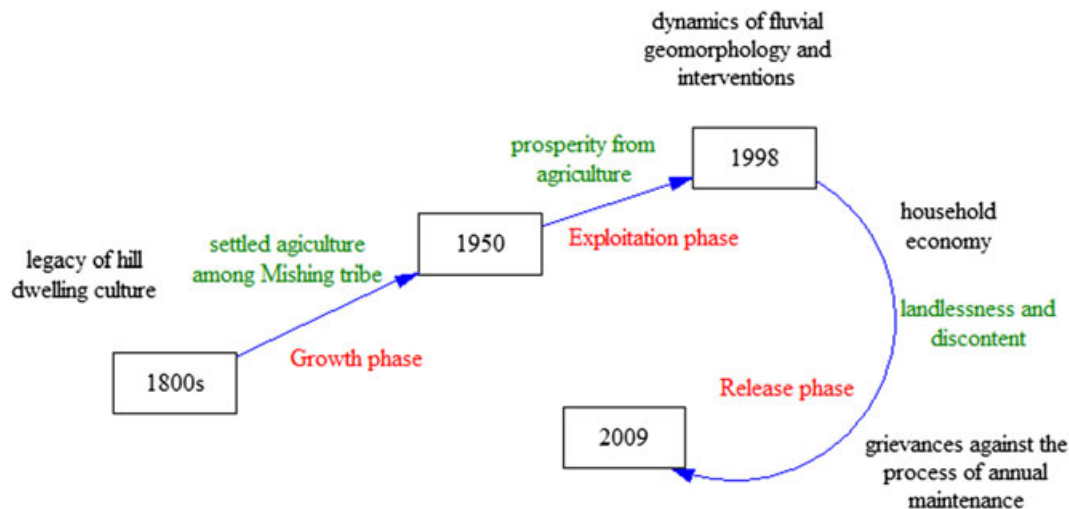 dynamics of fluvial
geomorphology and
interventions
prosperity from
agriculture
1998
household
economy
settled agiculture
among Mishing tribe
1950
Exploitation phase
legacy of hill
dwelling culture
landlessness and
discontent
Growth phase
1800s
Release phase
2009
grievances against the
process of annual
maintenance